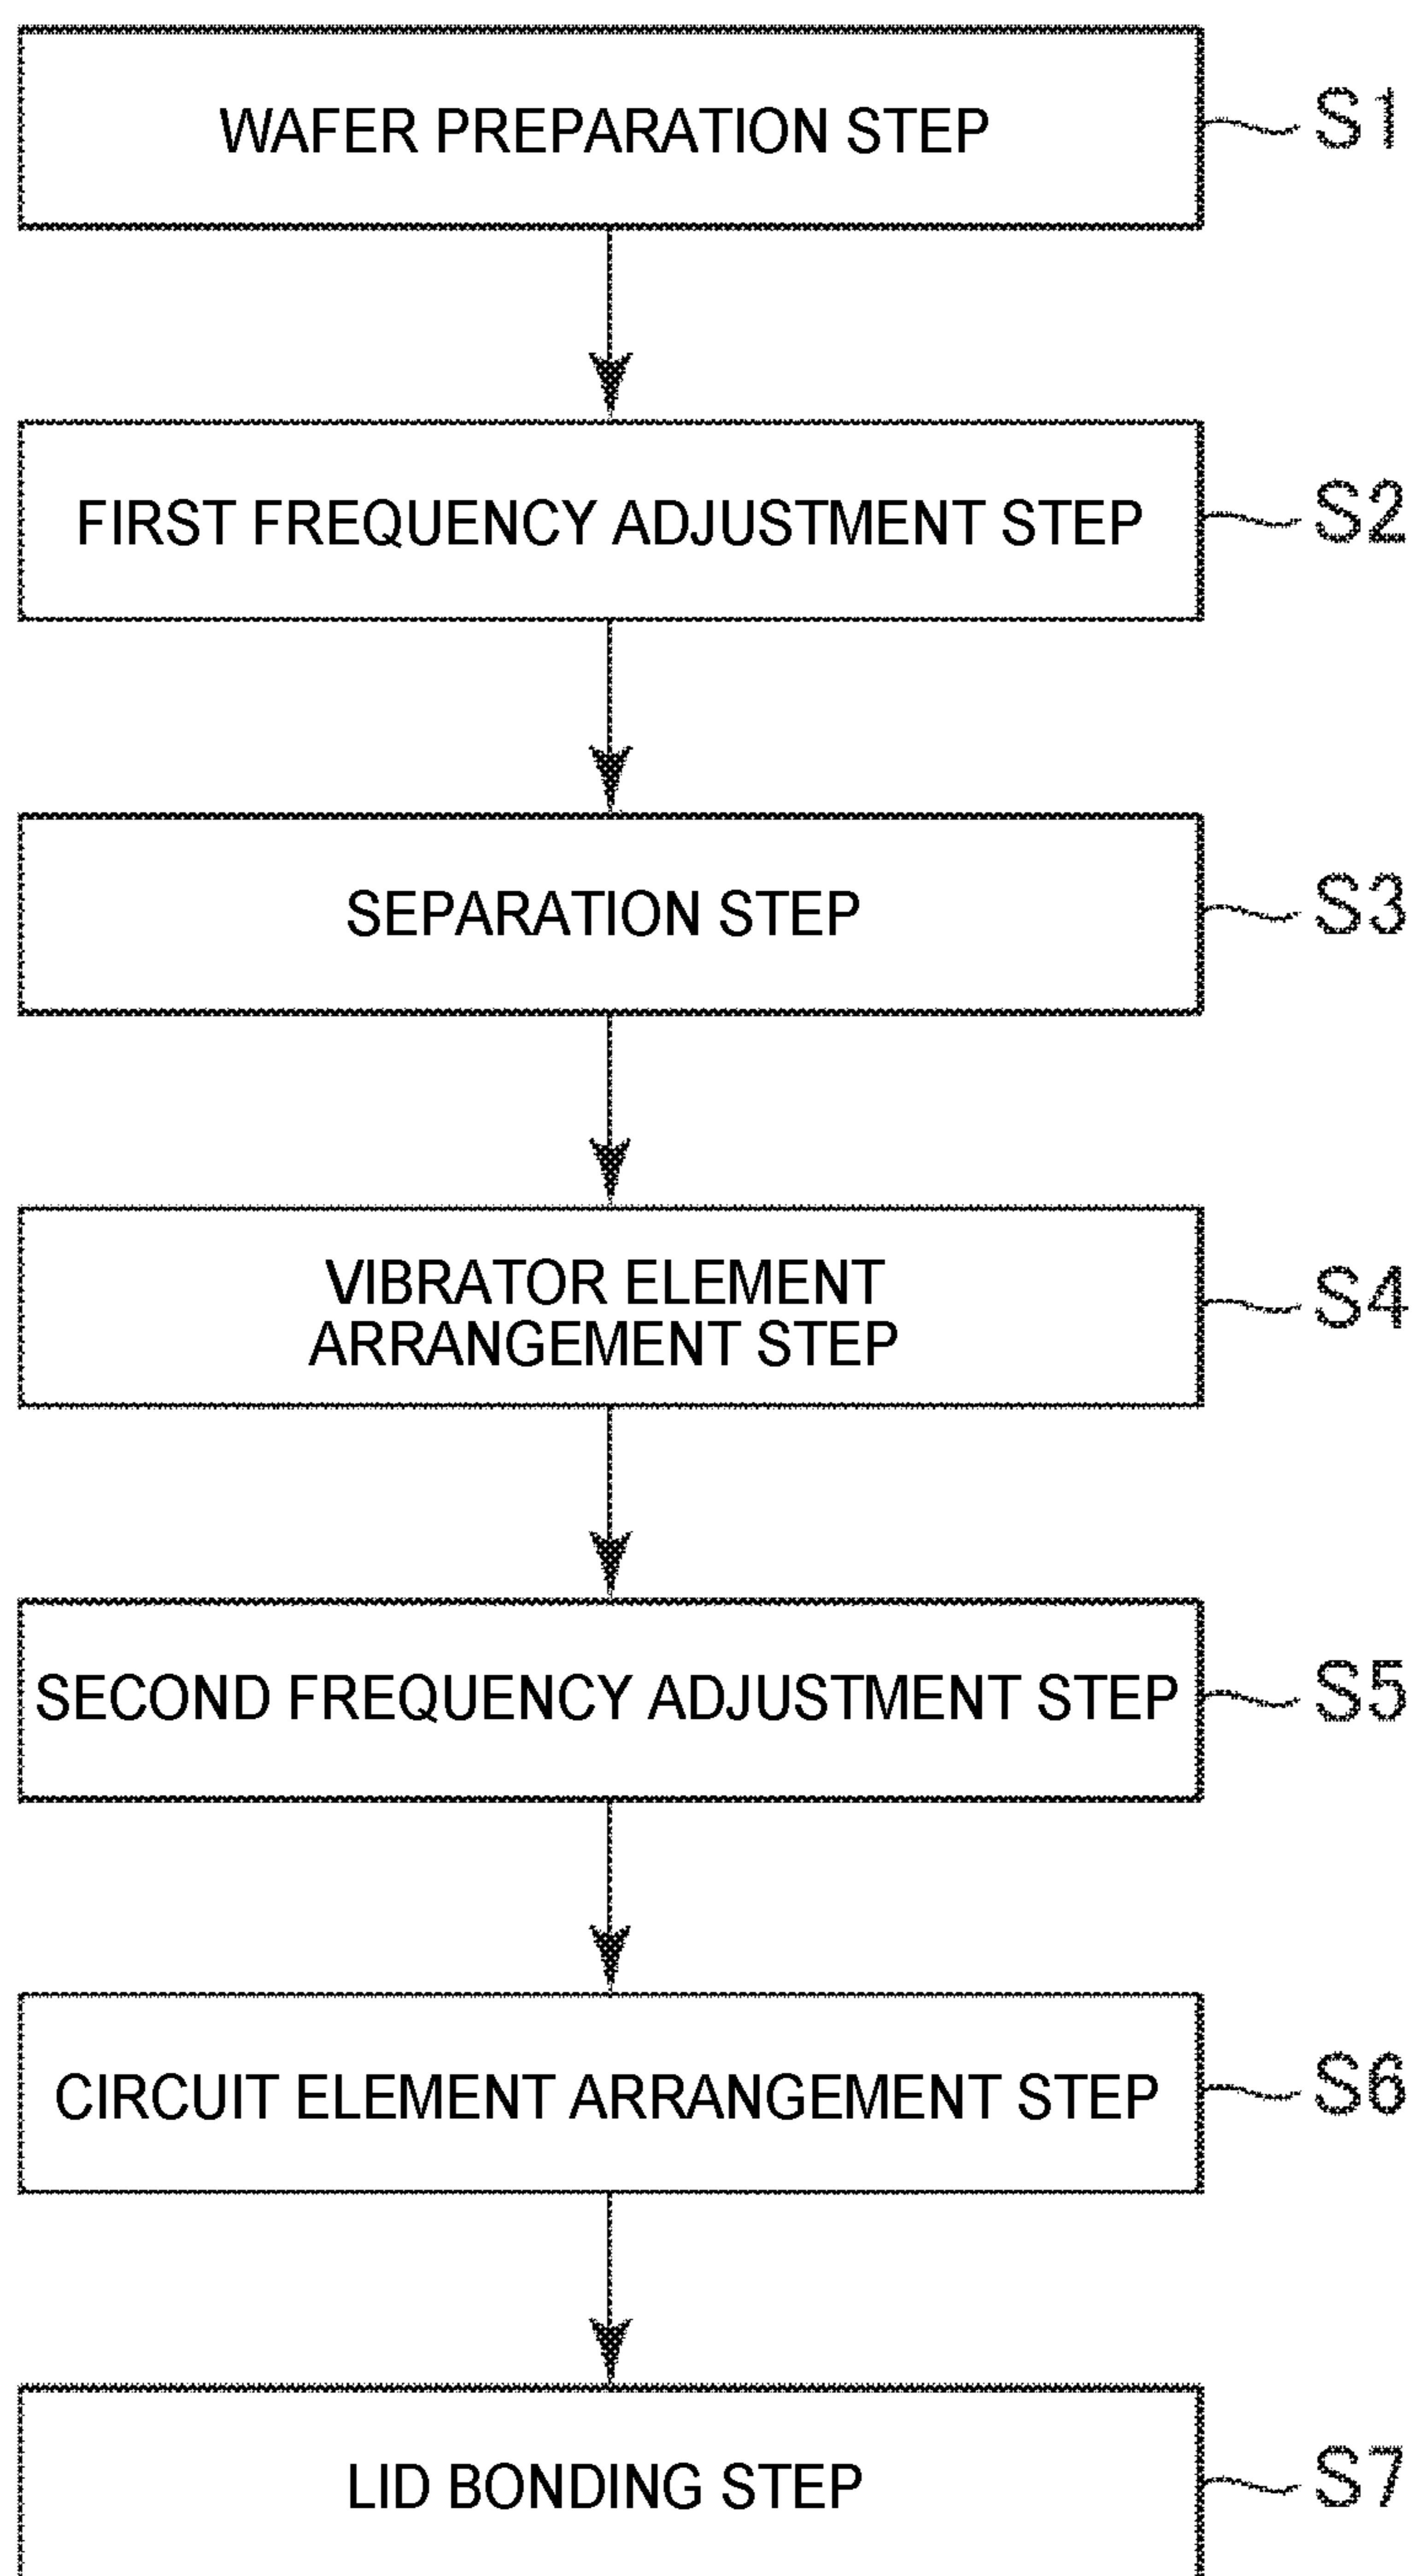 WAFER PREPARATION STEP
S1
FIRST FREQUENCY ADJUSTMENT STEP
S2
SEPARATION STEP
S3
VIBRATOR ELEMENT
ARRANGEMENT STEP
S4
SECOND FREQUENCY ADJUSTMENT STEP
S5
CIRCUIT ELEMENT ARRANGEMENT STEP
S6
LID BONDING STEP
S7